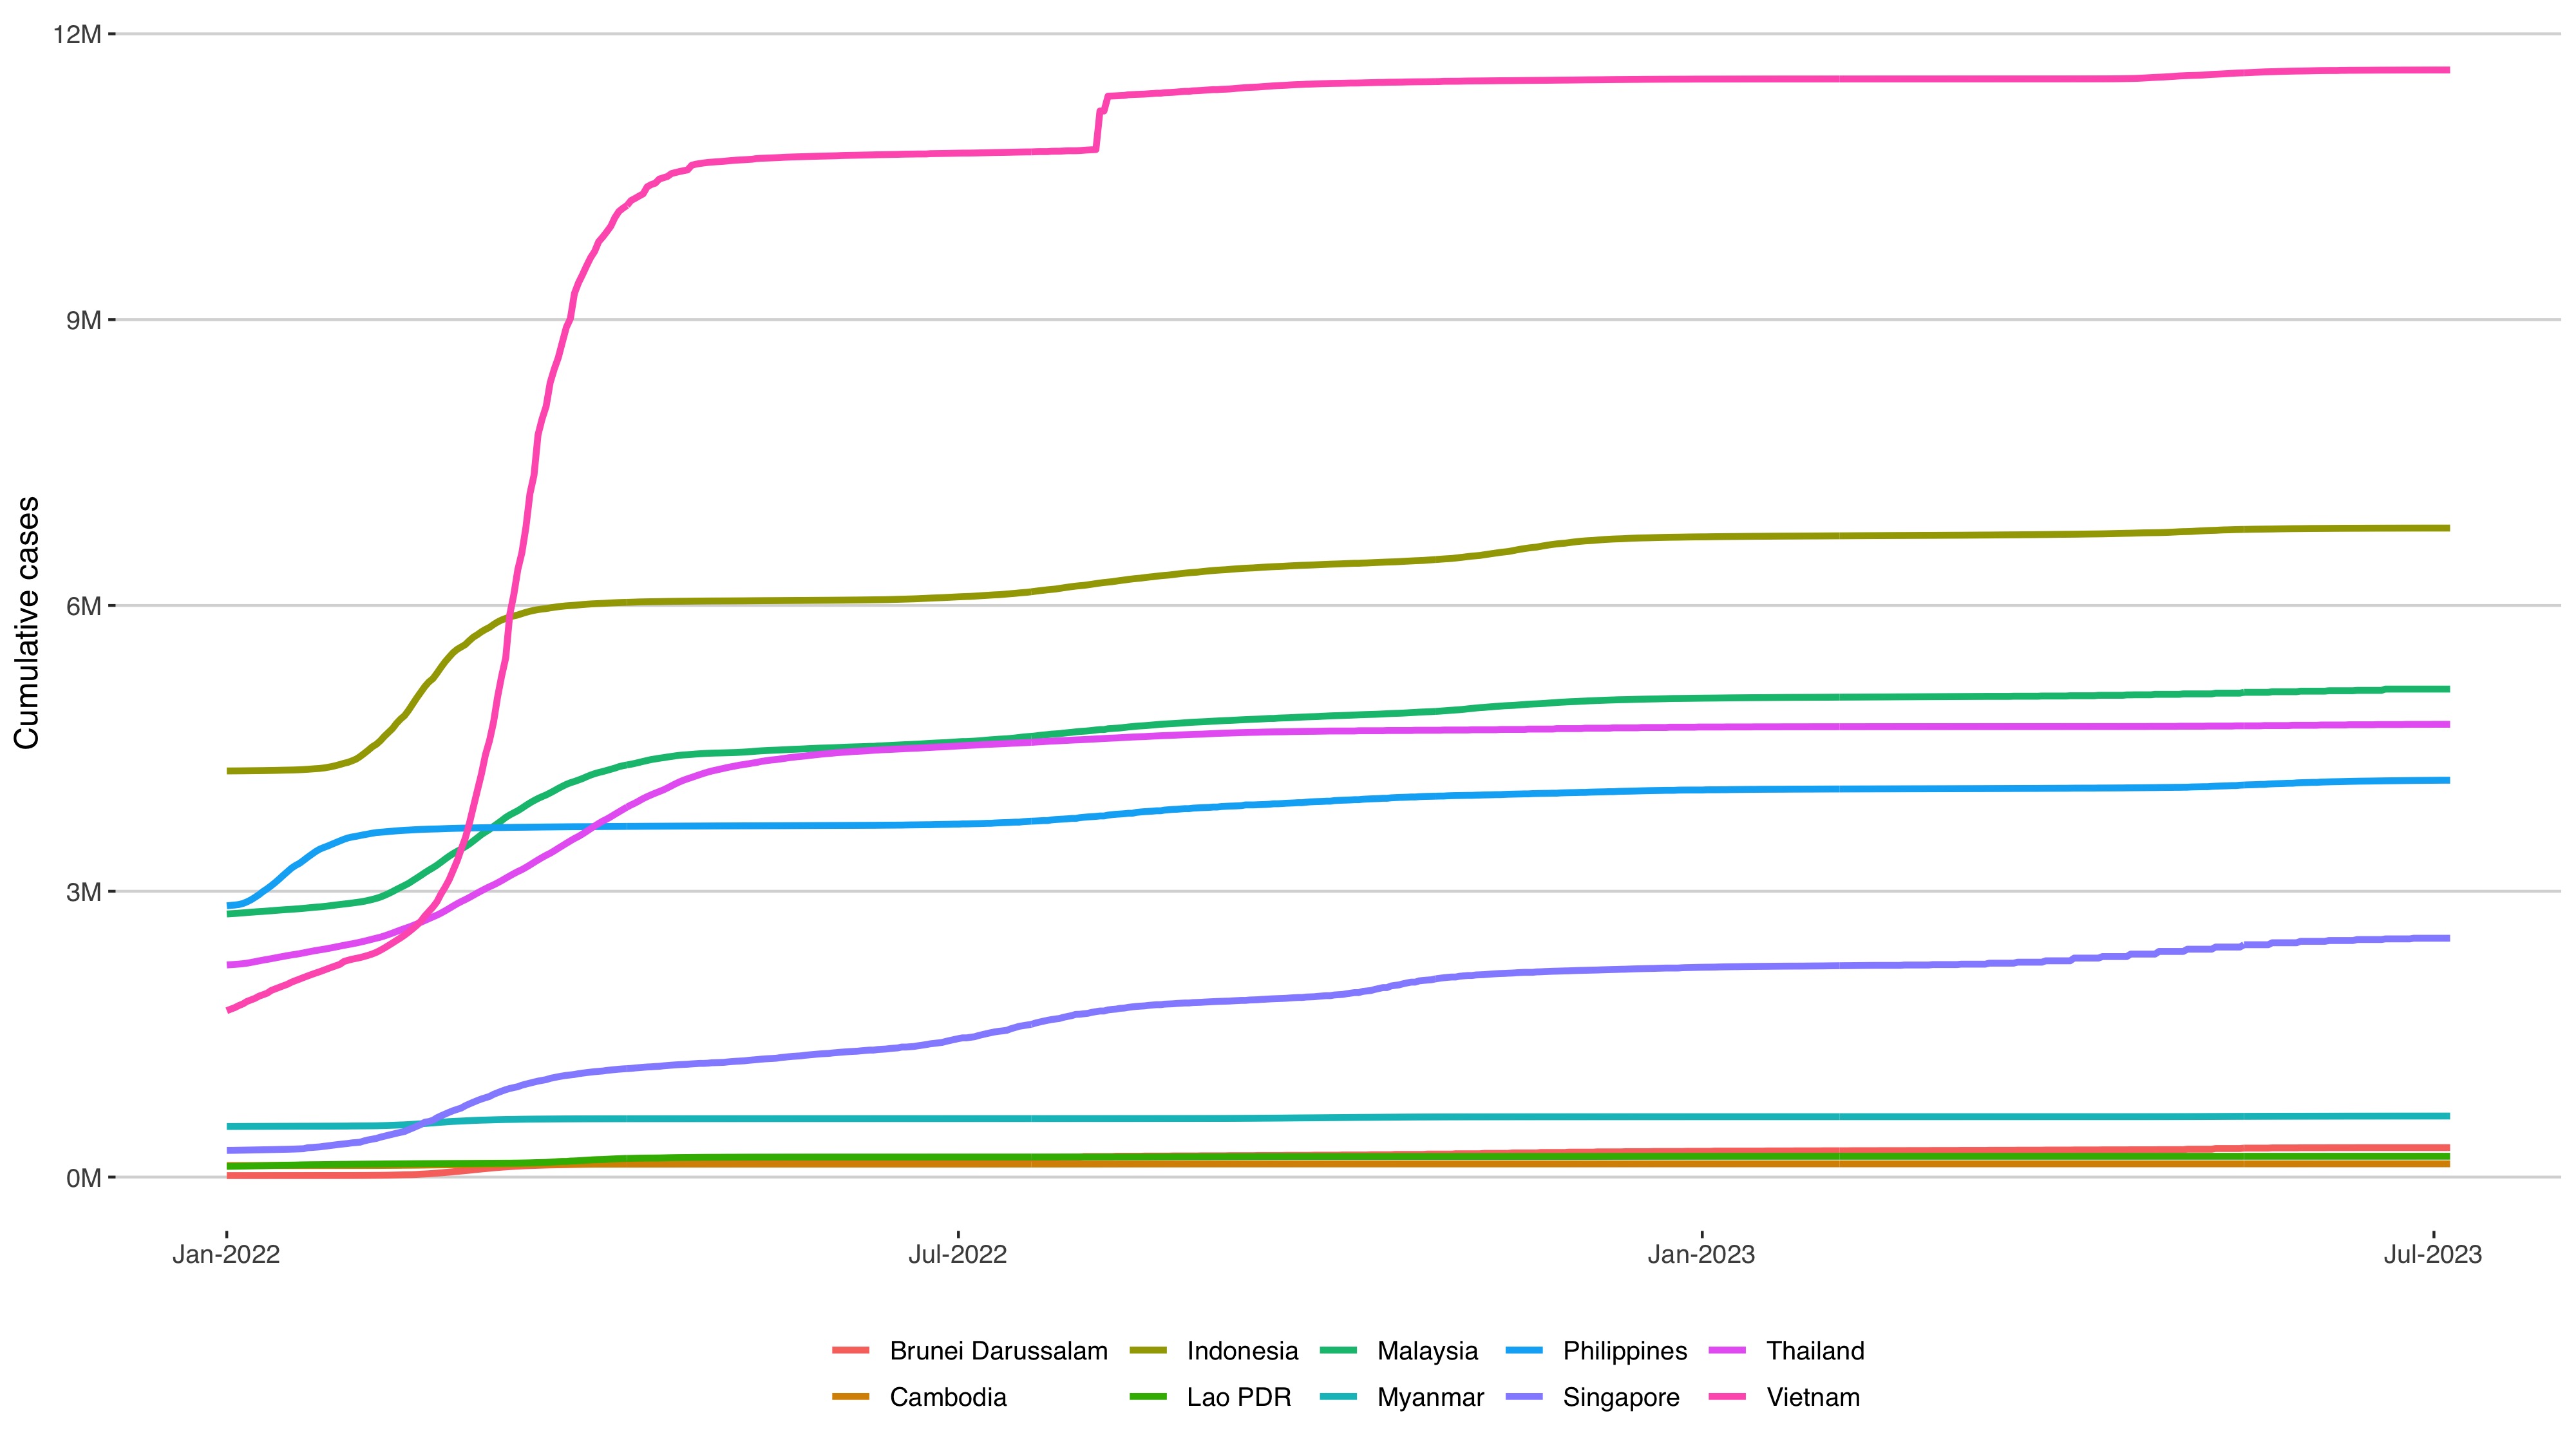 12M
9M
6M
3M
0M
Cumulative cases
Jan-2022 Jul-2022 Jan-2023 Jul-2023
Brunei Darussalam Indonesia Malaysia Philippines Thailand
Cambodia Lao PDR Myanmar Singapore Vietnam